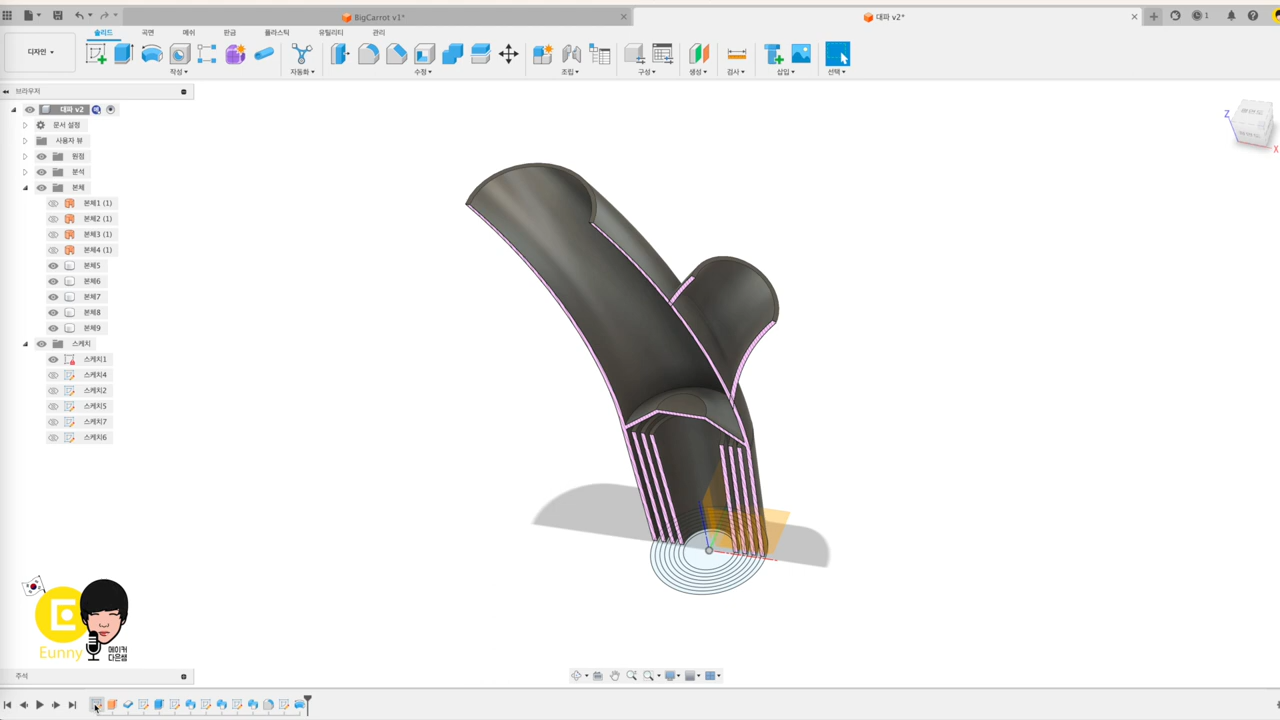 BigCarrot v1*
대파 v2*
1
디자인
솔리드 곡면 메쉬 판금 플라스틱 유틸리티 관리
작성 자동화 수정 조립 구성 생성 검사 삽입 선택
브라우저
대파 v2
문서 설정
사용자 뷰
원점
분석
본체
본체1 (1)
본체2 (1)
본체3 (1)
본체4 (1)
본체5
본체6
본체7
본체8
본체9
스케치
스케치1
스케치4
스케치2
스케치5
스케치7
스케치6
Z
X
Eunny
메이커
다은쌤
주석